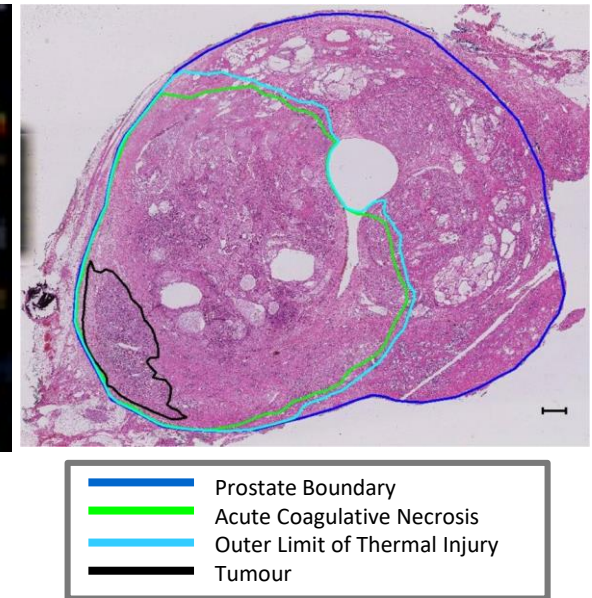 Prostate Boundary
Acute Coagulative Necrosis
Outer Limit of Thermal Injury
Tumour